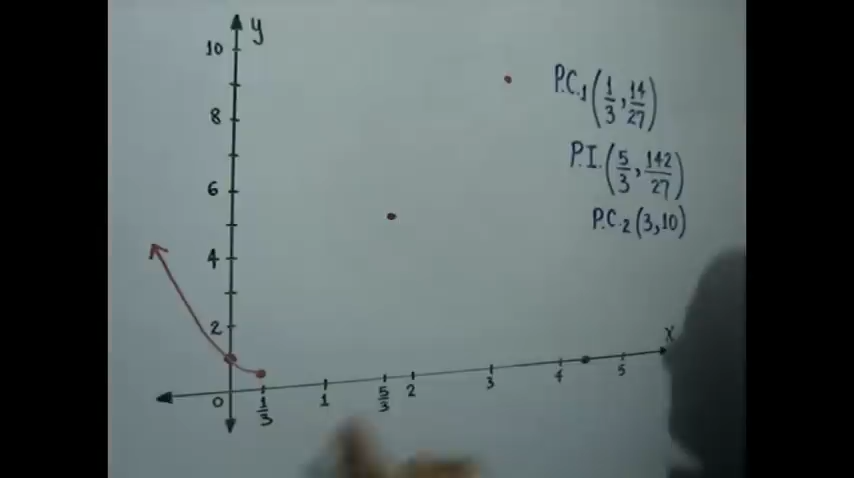 y
10
8
6
4
2
0
1/3
1
5/3
2
3
4
5
x
P.C.1 (1/3, 14/27)
P.I. (5/3, 142/27)
P.C.2 (3,10)